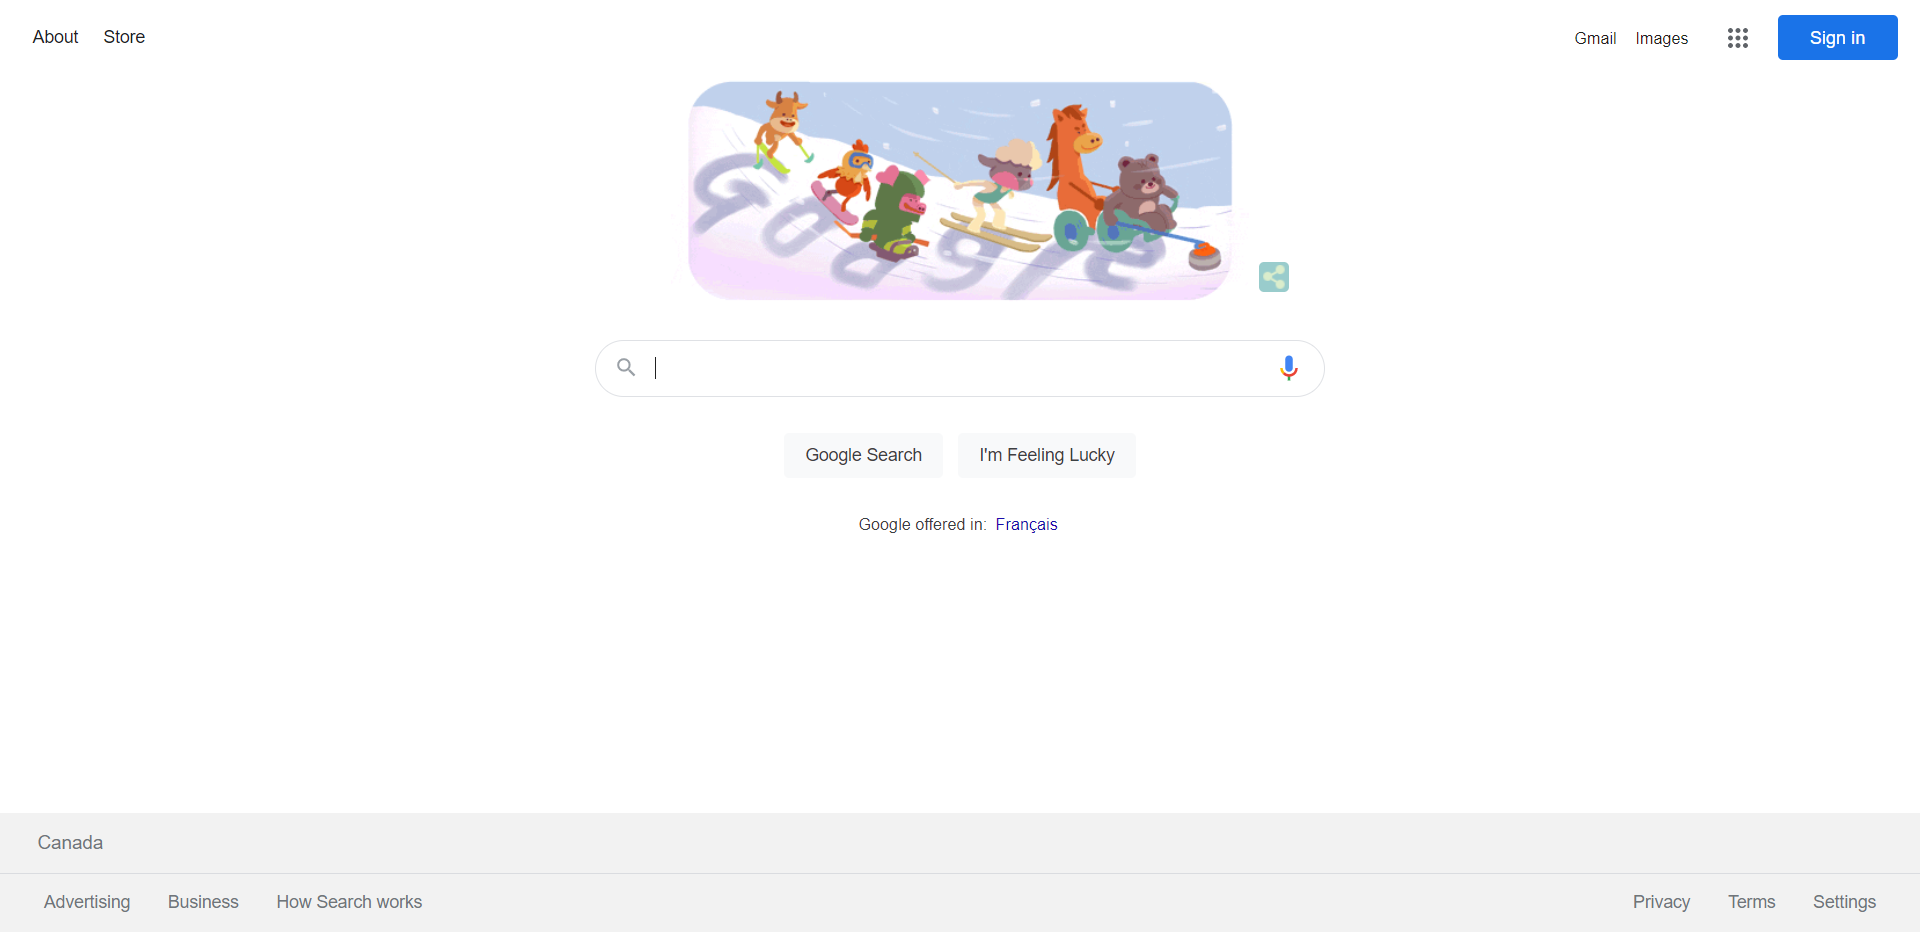 About Store
Gmail Images Sign in
Google
Google Search I'm Feeling Lucky
Google offered in: Français
Canada
Advertising Business How Search works
Privacy Terms Settings